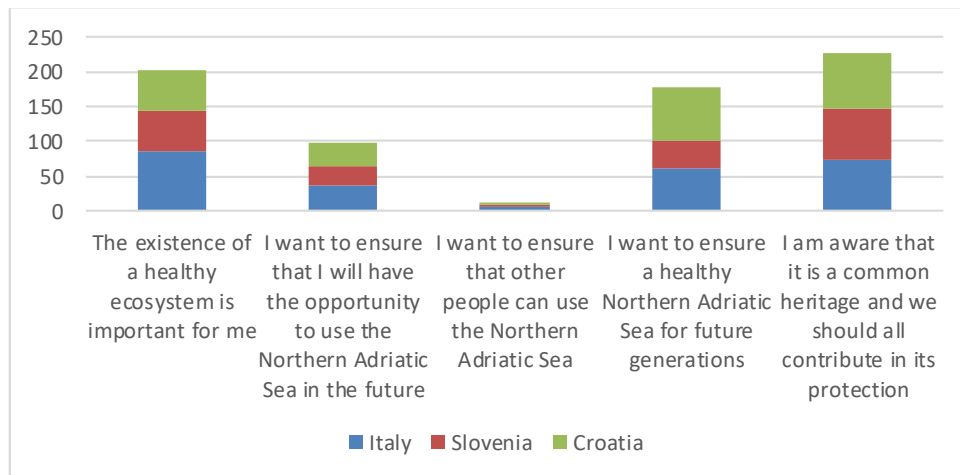 250
200
150
100
50
0
The existence of
a healthy
ecosystem is
important for me
I want to ensure
that I will have
the opportunity
to use the
Northern Adriatic
Sea in the future
I want to ensure
that other
people can use
the Northern
Adriatic Sea
I want to ensure
a healthy
Northern Adriatic
Sea for future
generations
I am aware that
it is a common
heritage and we
should all
contribute in its
protection
Italy Slovenia Croatia